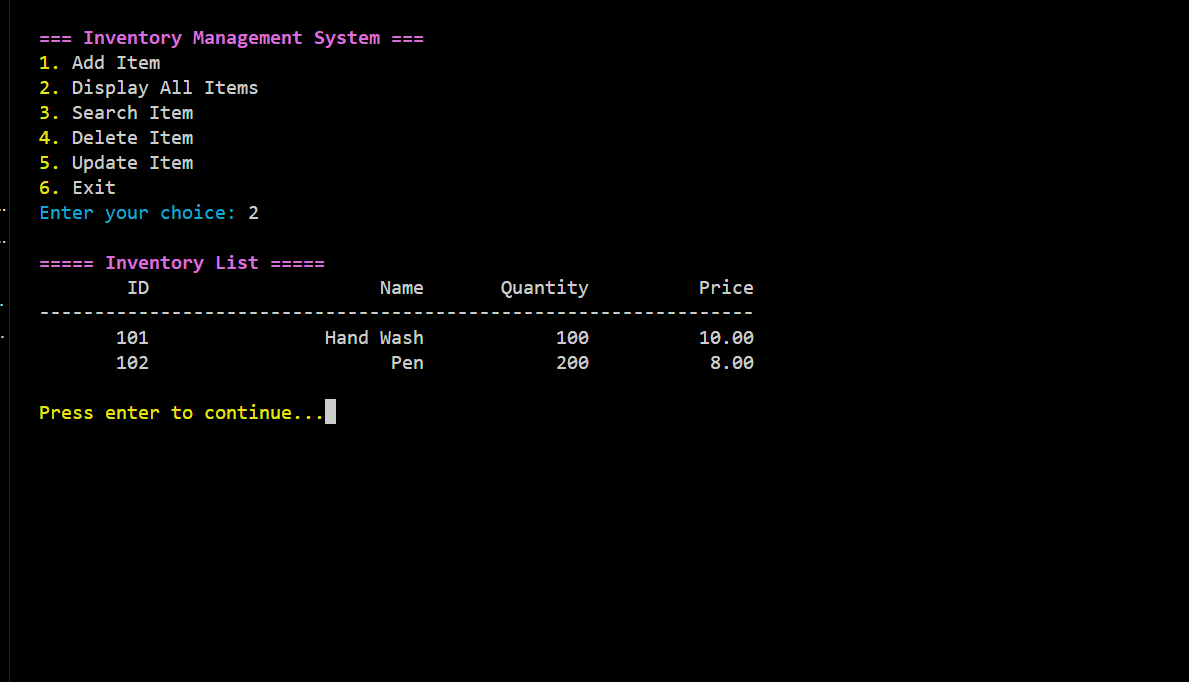 === Inventory Management System ===
1. Add Item
2. Display All Items
3. Search Item
4. Delete Item
5. Update Item
6. Exit
Enter your choice: 2
===== Inventory List =====
ID Name Quantity Price
-----------------------------------------------------------------
101 Hand Wash 100 10.00
102 Pen 200 8.00
Press enter to continue...